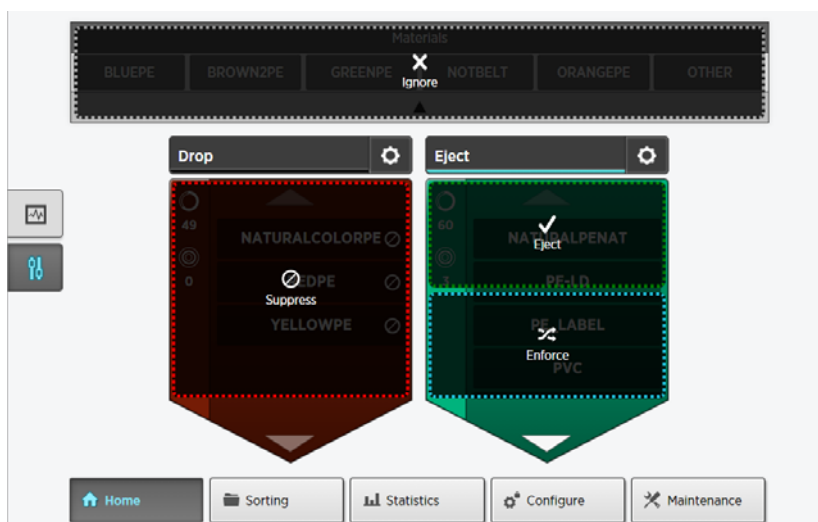 Materials
BLUEPE BROWN2PE GREENPE NOTBELT ORANGEPE OTHER
Ignore
Drop
Eject
49
NATURALCOLORPE
0
Suppress
YELLOWPE
60
NATURALPENAT
Eject
3
PE-LD
PE_LABEL
Enforce
PVC
Home Sorting Statistics Configure Maintenance